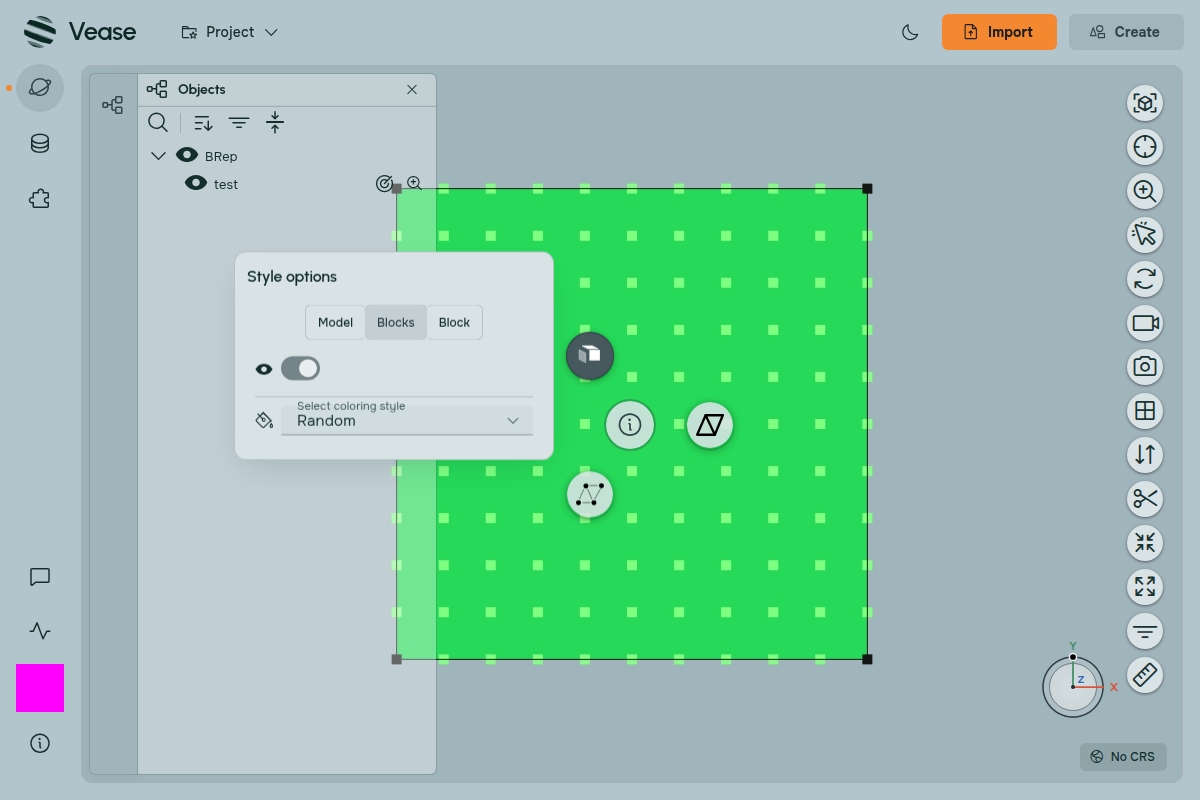 Vease
Project
Import
Create
Objects
BRep
test
Style options
Model
Blocks
Block
Select coloring style
Random
Y
Z
X
No CRS